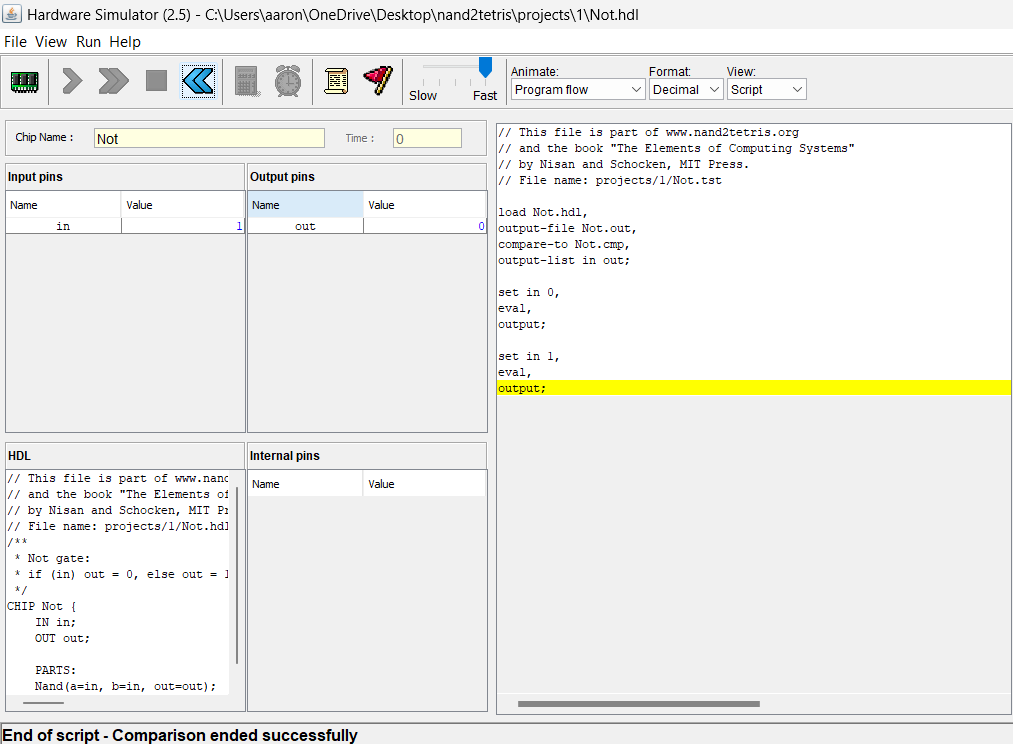 Hardware Simulator (2.5) - C:\Users\aaron\OneDrive\Desktop\nand2tetris\projects\1\Not.hdl
File View Run Help
Slow Fast
Animate: Format: View:
Program flow Decimal Script
Chip Name : Not Time : 0
Input pins
Name Value
in 1
Output pins
Name Value
out 0
HDL
// This file is part of www.nand
// and the book "The Elements of
// by Nisan and Schocken, MIT Pr
// File name: projects/1/Not.hdl
/**
* Not gate:
* if (in) out = 0, else out = 1
*/
CHIP Not {
IN in;
OUT out;
PARTS:
Nand(a=in, b=in, out=out);
Internal pins
Name Value
// This file is part of www.nand2tetris.org
// and the book "The Elements of Computing Systems"
// by Nisan and Schocken, MIT Press.
// File name: projects/1/Not.tst
load Not.hdl,
output-file Not.out,
compare-to Not.cmp,
output-list in out;
set in 0,
eval,
output;
set in 1,
eval,
output;
End of script - Comparison ended successfully